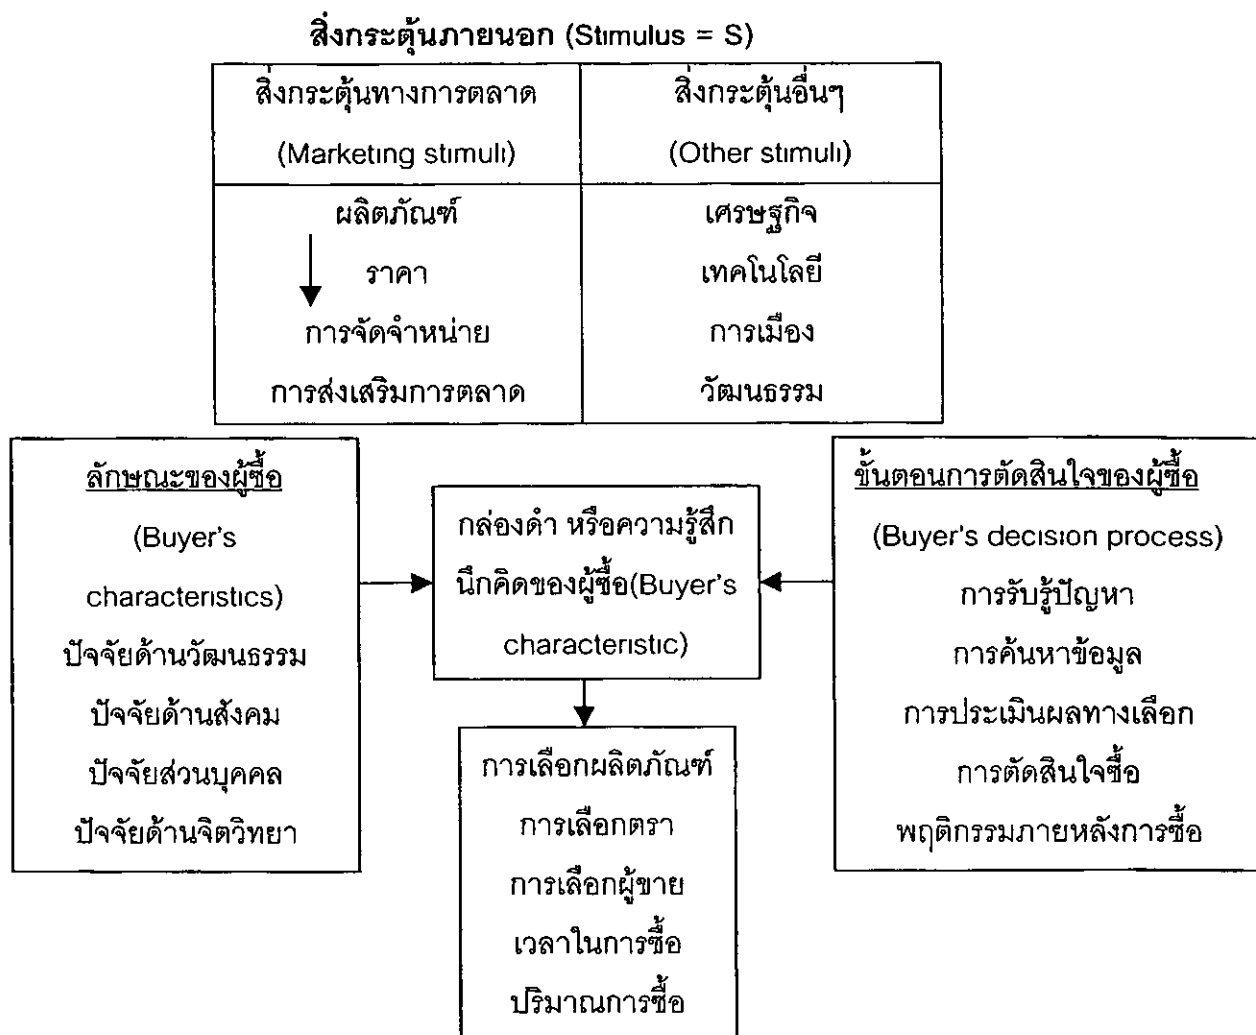 สิ่งกระตุ้นภายนอก (Stimulus = S)
สิ่งกระตุ้นทางการตลาด
(Marketing stimuli)
ผลิตภัณฑ์
ราคา
การจัดจำหน่าย
การส่งเสริมการตลาด
สิ่งกระตุ้นอื่นๆ
(Other stimuli)
เศรษฐกิจ
เทคโนโลยี
การเมือง
วัฒนธรรม
ลักษณะของผู้ซื้อ
(Buyer's
characteristics)
ปัจจัยด้านวัฒนธรรม
ปัจจัยด้านสังคม
ปัจจัยส่วนบุคคล
ปัจจัยด้านจิตวิทยา
กล่องดำ หรือความรู้สึก
นึกคิดของผู้ซื้อ(Buyer's
characteristic)
ขั้นตอนการตัดสินใจของผู้ซื้อ
(Buyer's decision process)
การรับรู้ปัญหา
การค้นหาข้อมูล
การประเมินผลทางเลือก
การตัดสินใจซื้อ
พฤติกรรมภายหลังการซื้อ
การเลือกผลิตภัณฑ์
การเลือกตรา
การเลือกผู้ขาย
เวลาในการซื้อ
ปริมาณการซื้อ